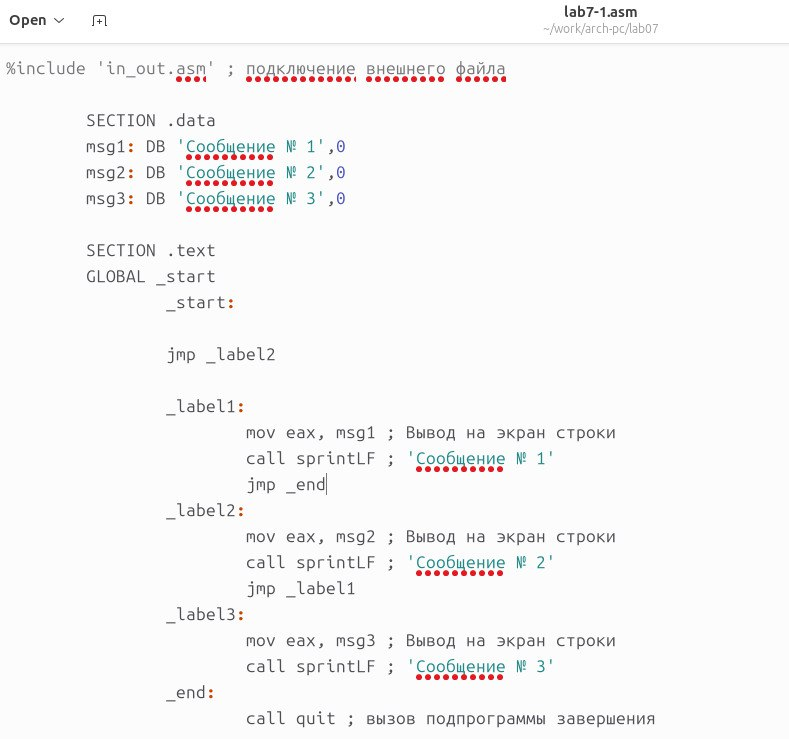 Open
lab7-1.asm
~/work/arch-pc/lab07
%include 'in_out.asm' ; подключение внешнего файла
SECTION .data
msg1: DB 'Сообщение № 1',0
msg2: DB 'Сообщение № 2',0
msg3: DB 'Сообщение № 3',0
SECTION .text
GLOBAL _start
_start:
jmp _label2
_label1:
mov eax, msg1 ; Вывод на экран строки
call sprintLF ; 'Сообщение № 1'
jmp _end
_label2:
mov eax, msg2 ; Вывод на экран строки
call sprintLF ; 'Сообщение № 2'
jmp _label1
_label3:
mov eax, msg3 ; Вывод на экран строки
call sprintLF ; 'Сообщение № 3'
_end:
call quit ; вызов подпрограммы завершения